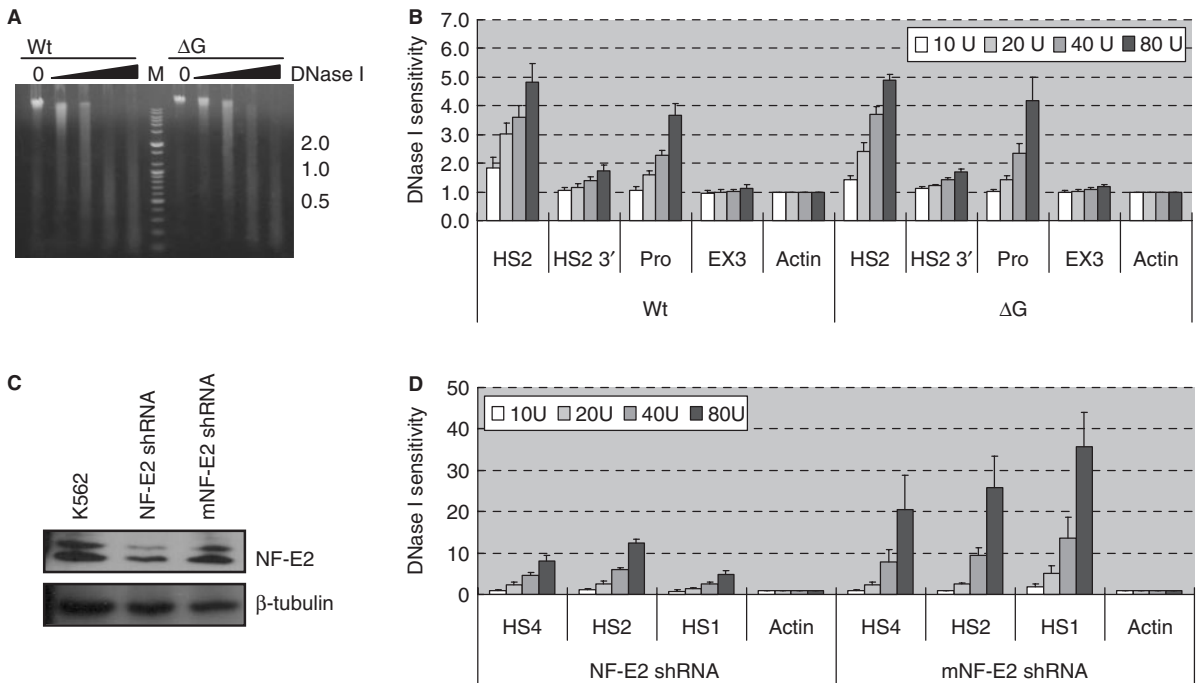 A
Wt
ΔG
0
M
0
DNase I
2.0
1.0
0.5
B
7.0
6.0
5.0
4.0
3.0
2.0
1.0
0.0
DNase I sensitivity
10 U 20 U 40 U 80 U
HS2 HS2 3′ Pro EX3 Actin HS2 HS2 3′ Pro EX3 Actin
Wt ΔG
C
K562
NF-E2 shRNA
mNF-E2 shRNA
NF-E2
β-tubulin
D
50
40
30
20
10
0
DNase I sensitivity
10U 20U 40U 80U
HS4 HS2 HS1 Actin HS4 HS2 HS1 Actin
NF-E2 shRNA mNF-E2 shRNA